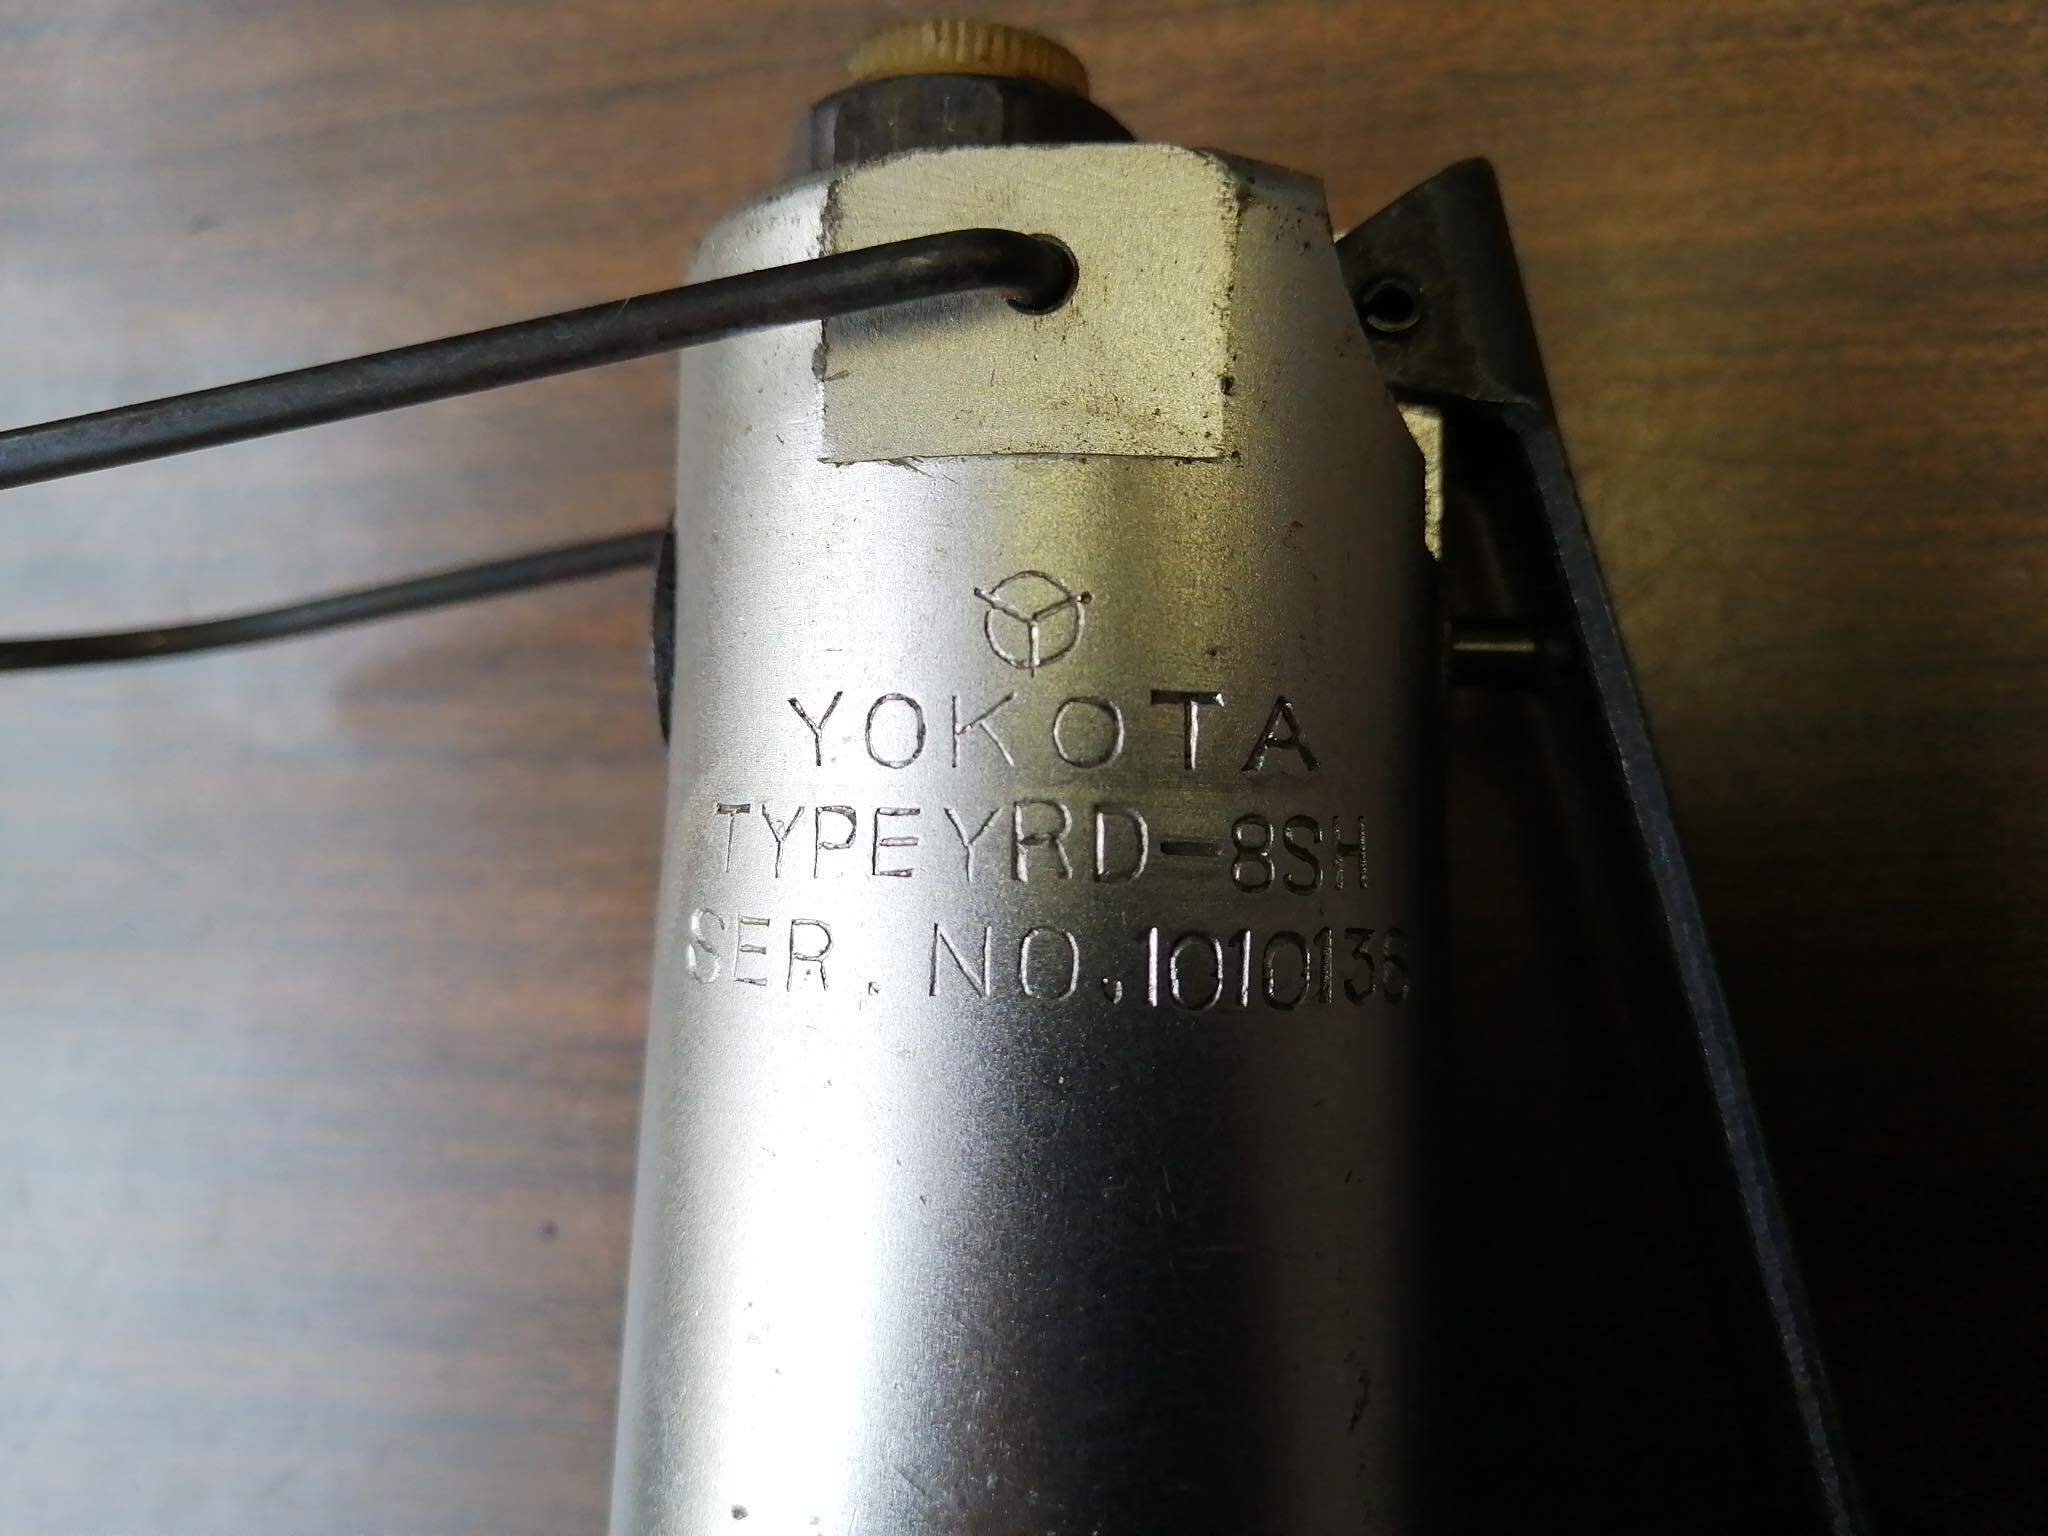 YOKOTA
TYPE YRD-8SH
SER. NO. 1010136